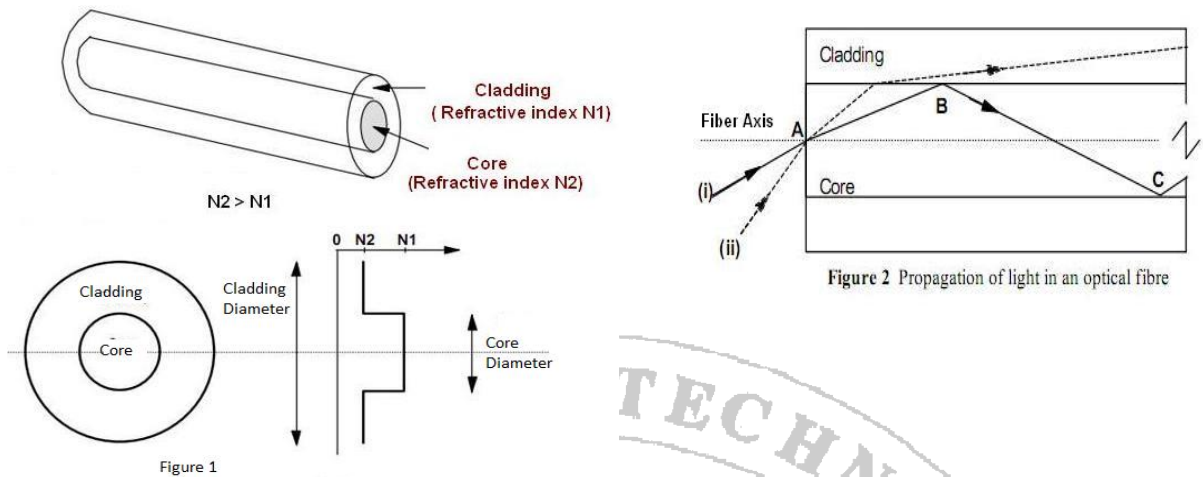 Cladding
( Refractive index N1)
Core
(Refractive index N2)
N2 > N1
0 N2 N1
Cladding
Core
Cladding
Diameter
Core
Diameter
Figure 1
Cladding
Fiber Axis
A
B
C
(i)
Core
(ii)
Figure 2 Propagation of light in an optical fibre
TECHN